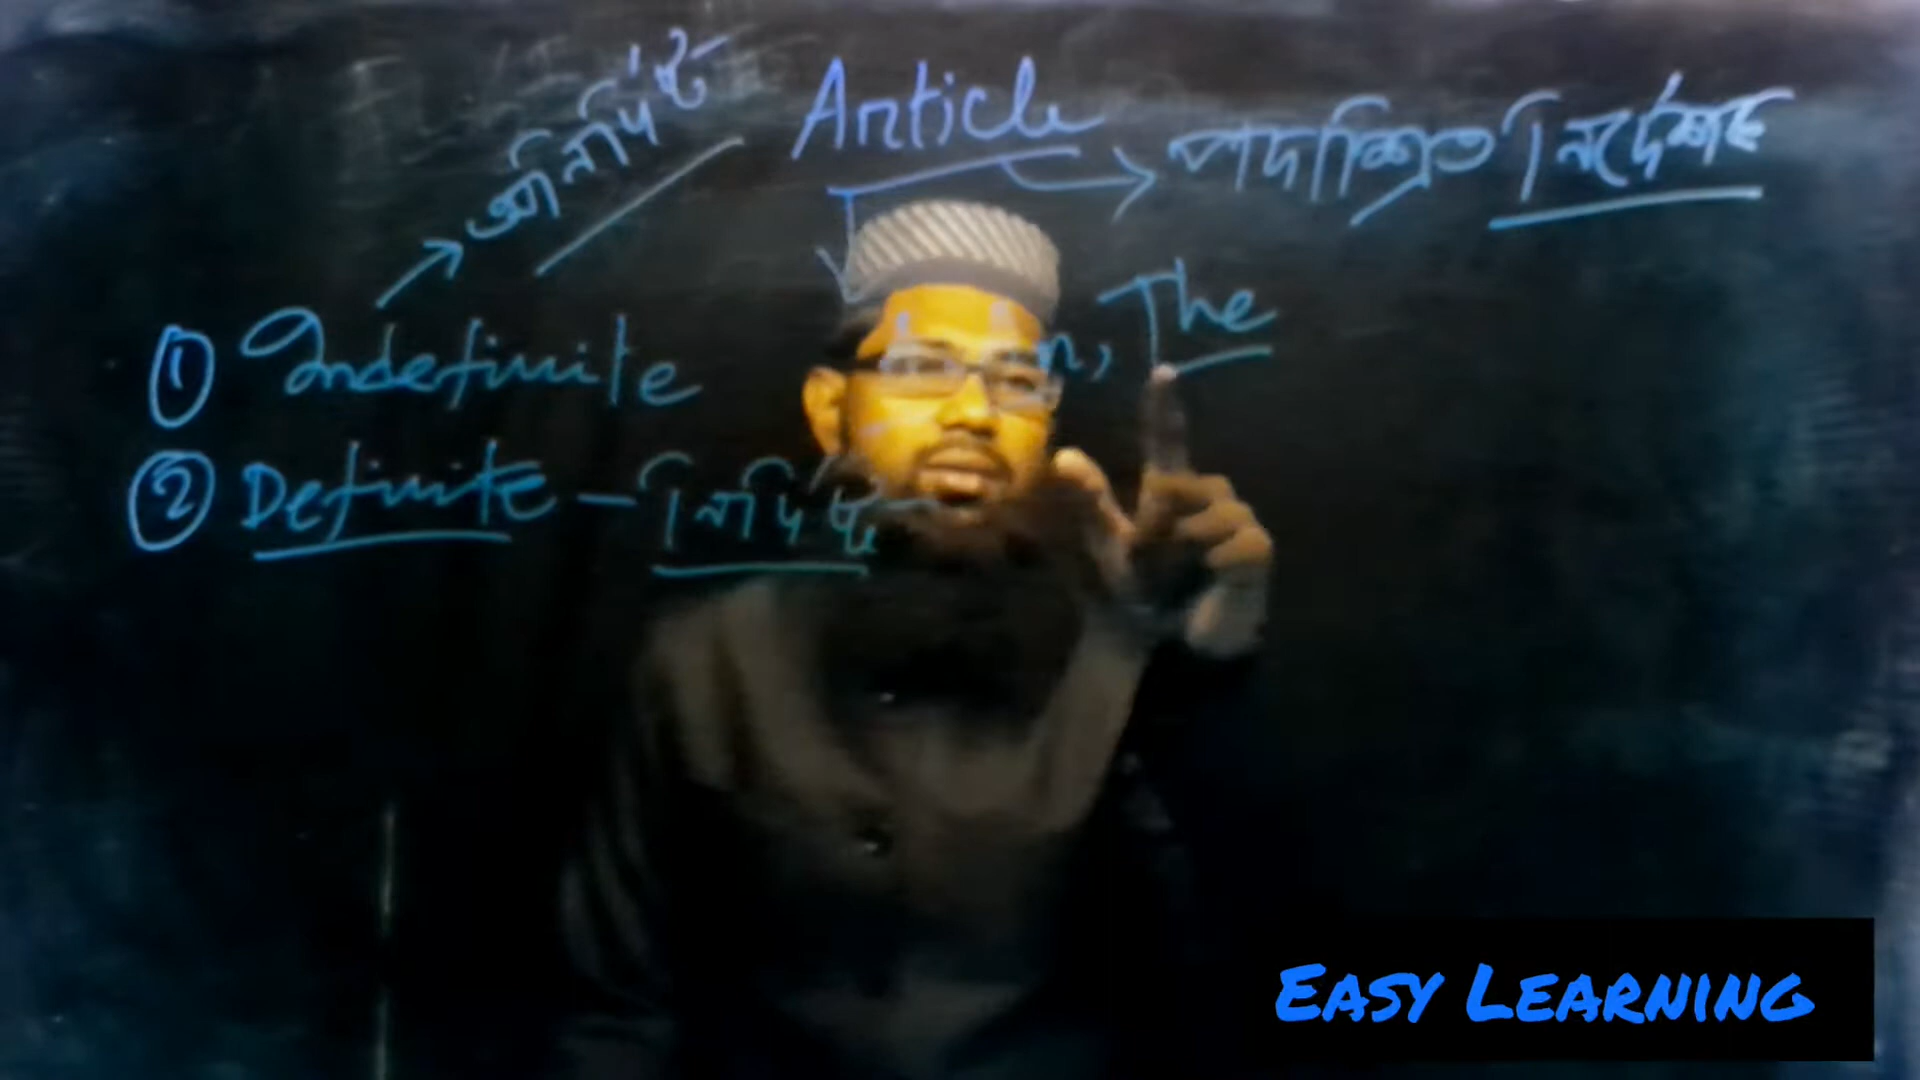 Article → পদাশ্রিত নির্দেশক
→ অনির্দিষ্ট
n, The
① Indefinite
② Definite - নির্দিষ্ট
EASY LEARNING